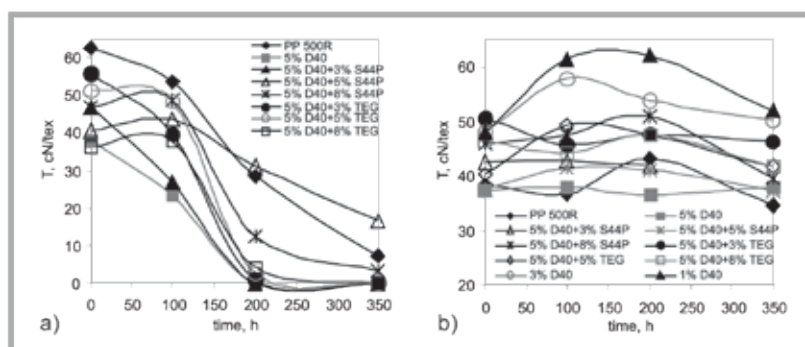 T, cN/tex
60
50
40
30
20
10
0
PP 500R
5% D40
5% D40+3% S44P
5% D40+5% S44P
5% D40+8% S44P
5% D40+3% TEG
5% D40+5% TEG
5% D40+8% TEG
0 50 100 150 200 250 300 350
time, h
a)
T, cN/tex
60
50
40
30
20
PP 500R 5% D40
5% D40+3% S44P 5% D40+5% S44P
5% D40+8% S44P 5% D40+3% TEG
5% D40+5% TEG 5% D40+8% TEG
3% D40 1% D40
0 50 100 150 200 250 300 350
time, h
b)